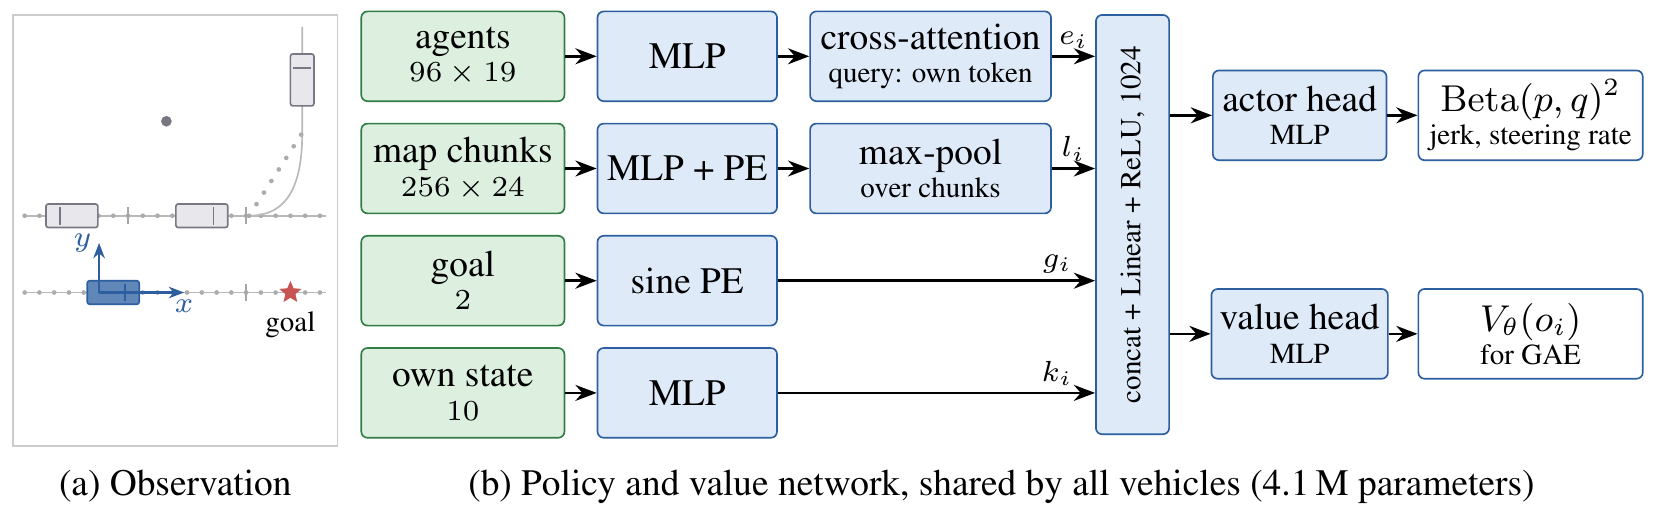 y
x
goal
(a) Observation
agents
96 × 19
MLP
cross-attention
query: own token
e_i
map chunks
256 × 24
MLP + PE
max-pool
over chunks
l_i
goal
2
sine PE
g_i
own state
10
MLP
k_i
concat + Linear + ReLU, 1024
actor head
MLP
Beta(p, q)²
jerk, steering rate
value head
MLP
V_θ(o_i)
for GAE
(b) Policy and value network, shared by all vehicles (4.1 M parameters)